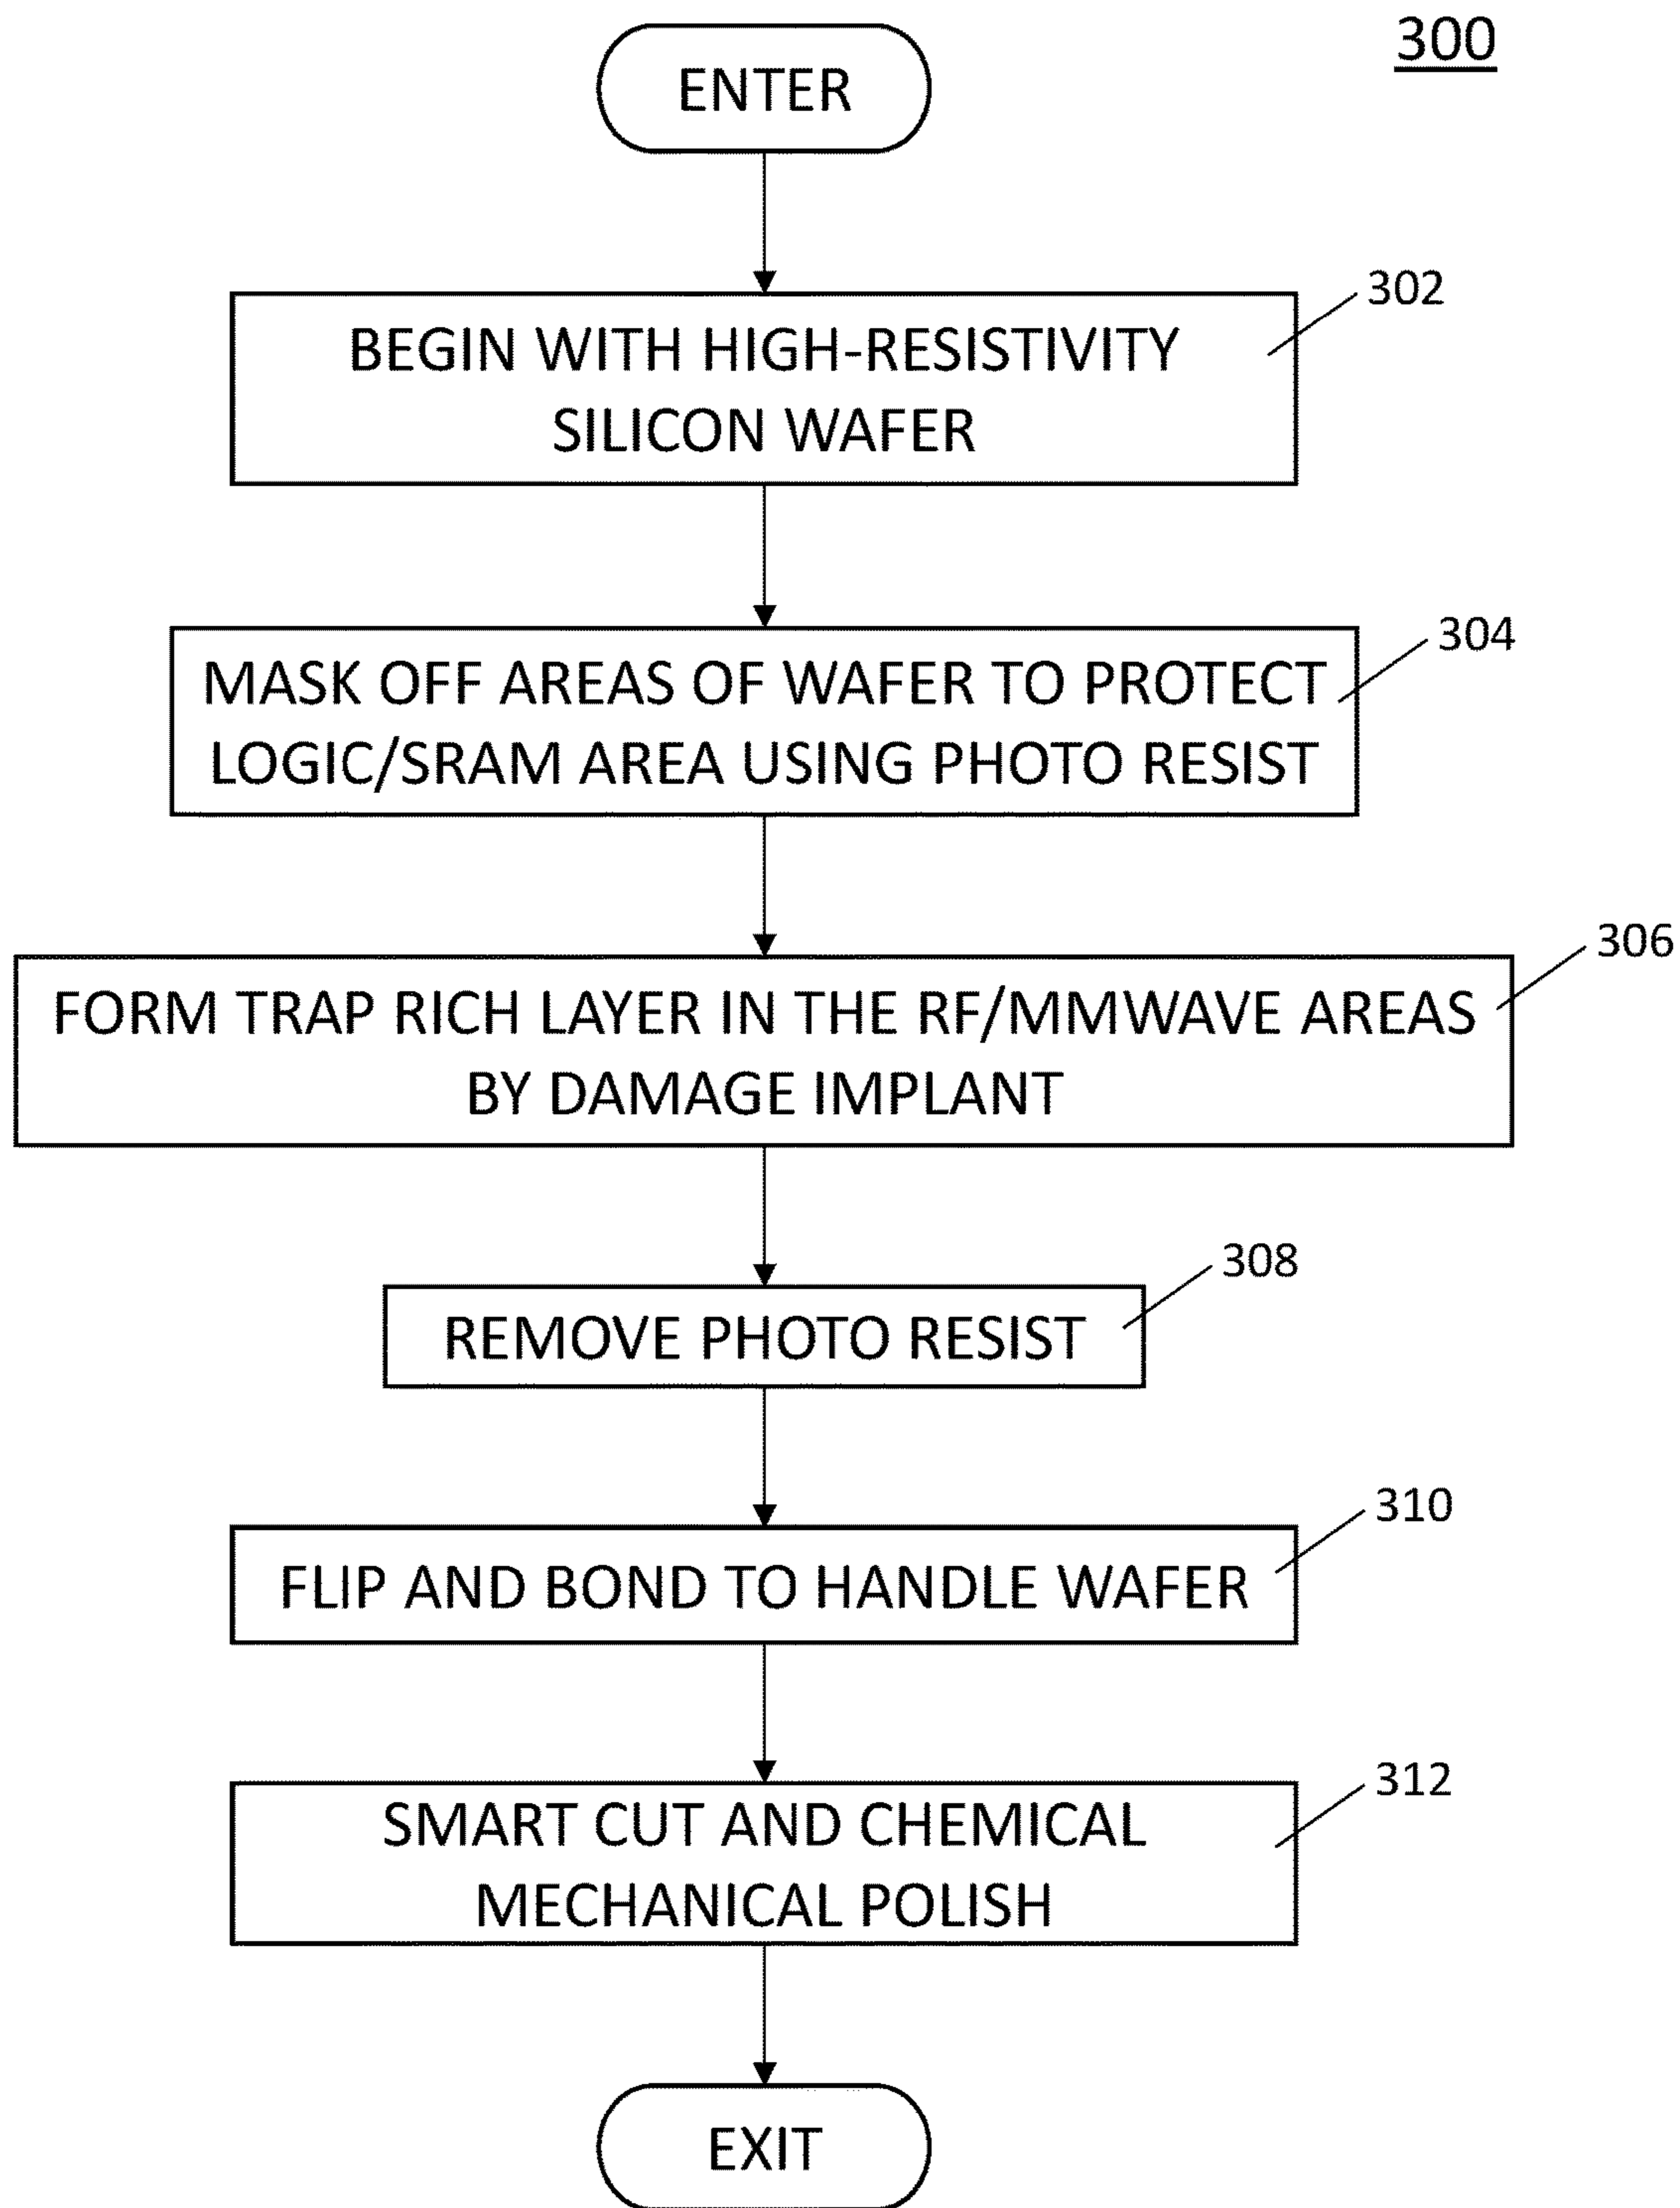 300
ENTER
302
BEGIN WITH HIGH-RESISTIVITY
SILICON WAFER
304
MASK OFF AREAS OF WAFER TO PROTECT
LOGIC/SRAM AREA USING PHOTO RESIST
306
FORM TRAP RICH LAYER IN THE RF/MMWAVE AREAS
BY DAMAGE IMPLANT
308
REMOVE PHOTO RESIST
310
FLIP AND BOND TO HANDLE WAFER
312
SMART CUT AND CHEMICAL
MECHANICAL POLISH
EXIT